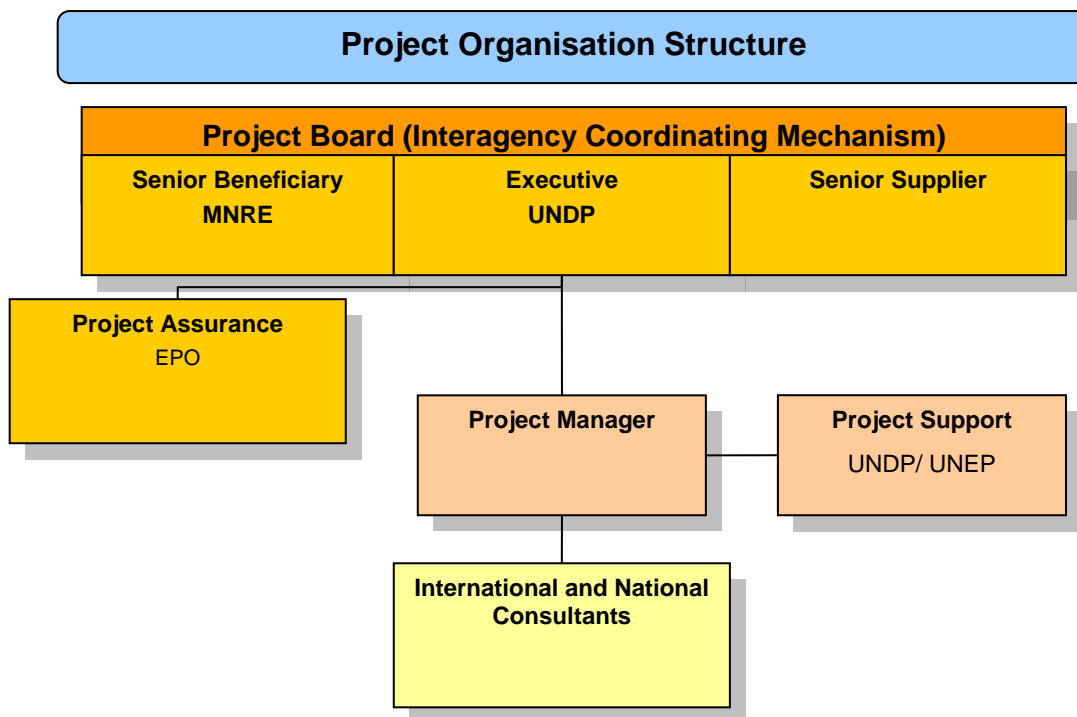 Project Organisation Structure
Project Board (Interagency Coordinating Mechanism)
Senior Beneficiary
MNRE
Executive
UNDP
Senior Supplier
Project Assurance
EPO
Project Manager
Project Support
UNDP/ UNEP
International and National
Consultants